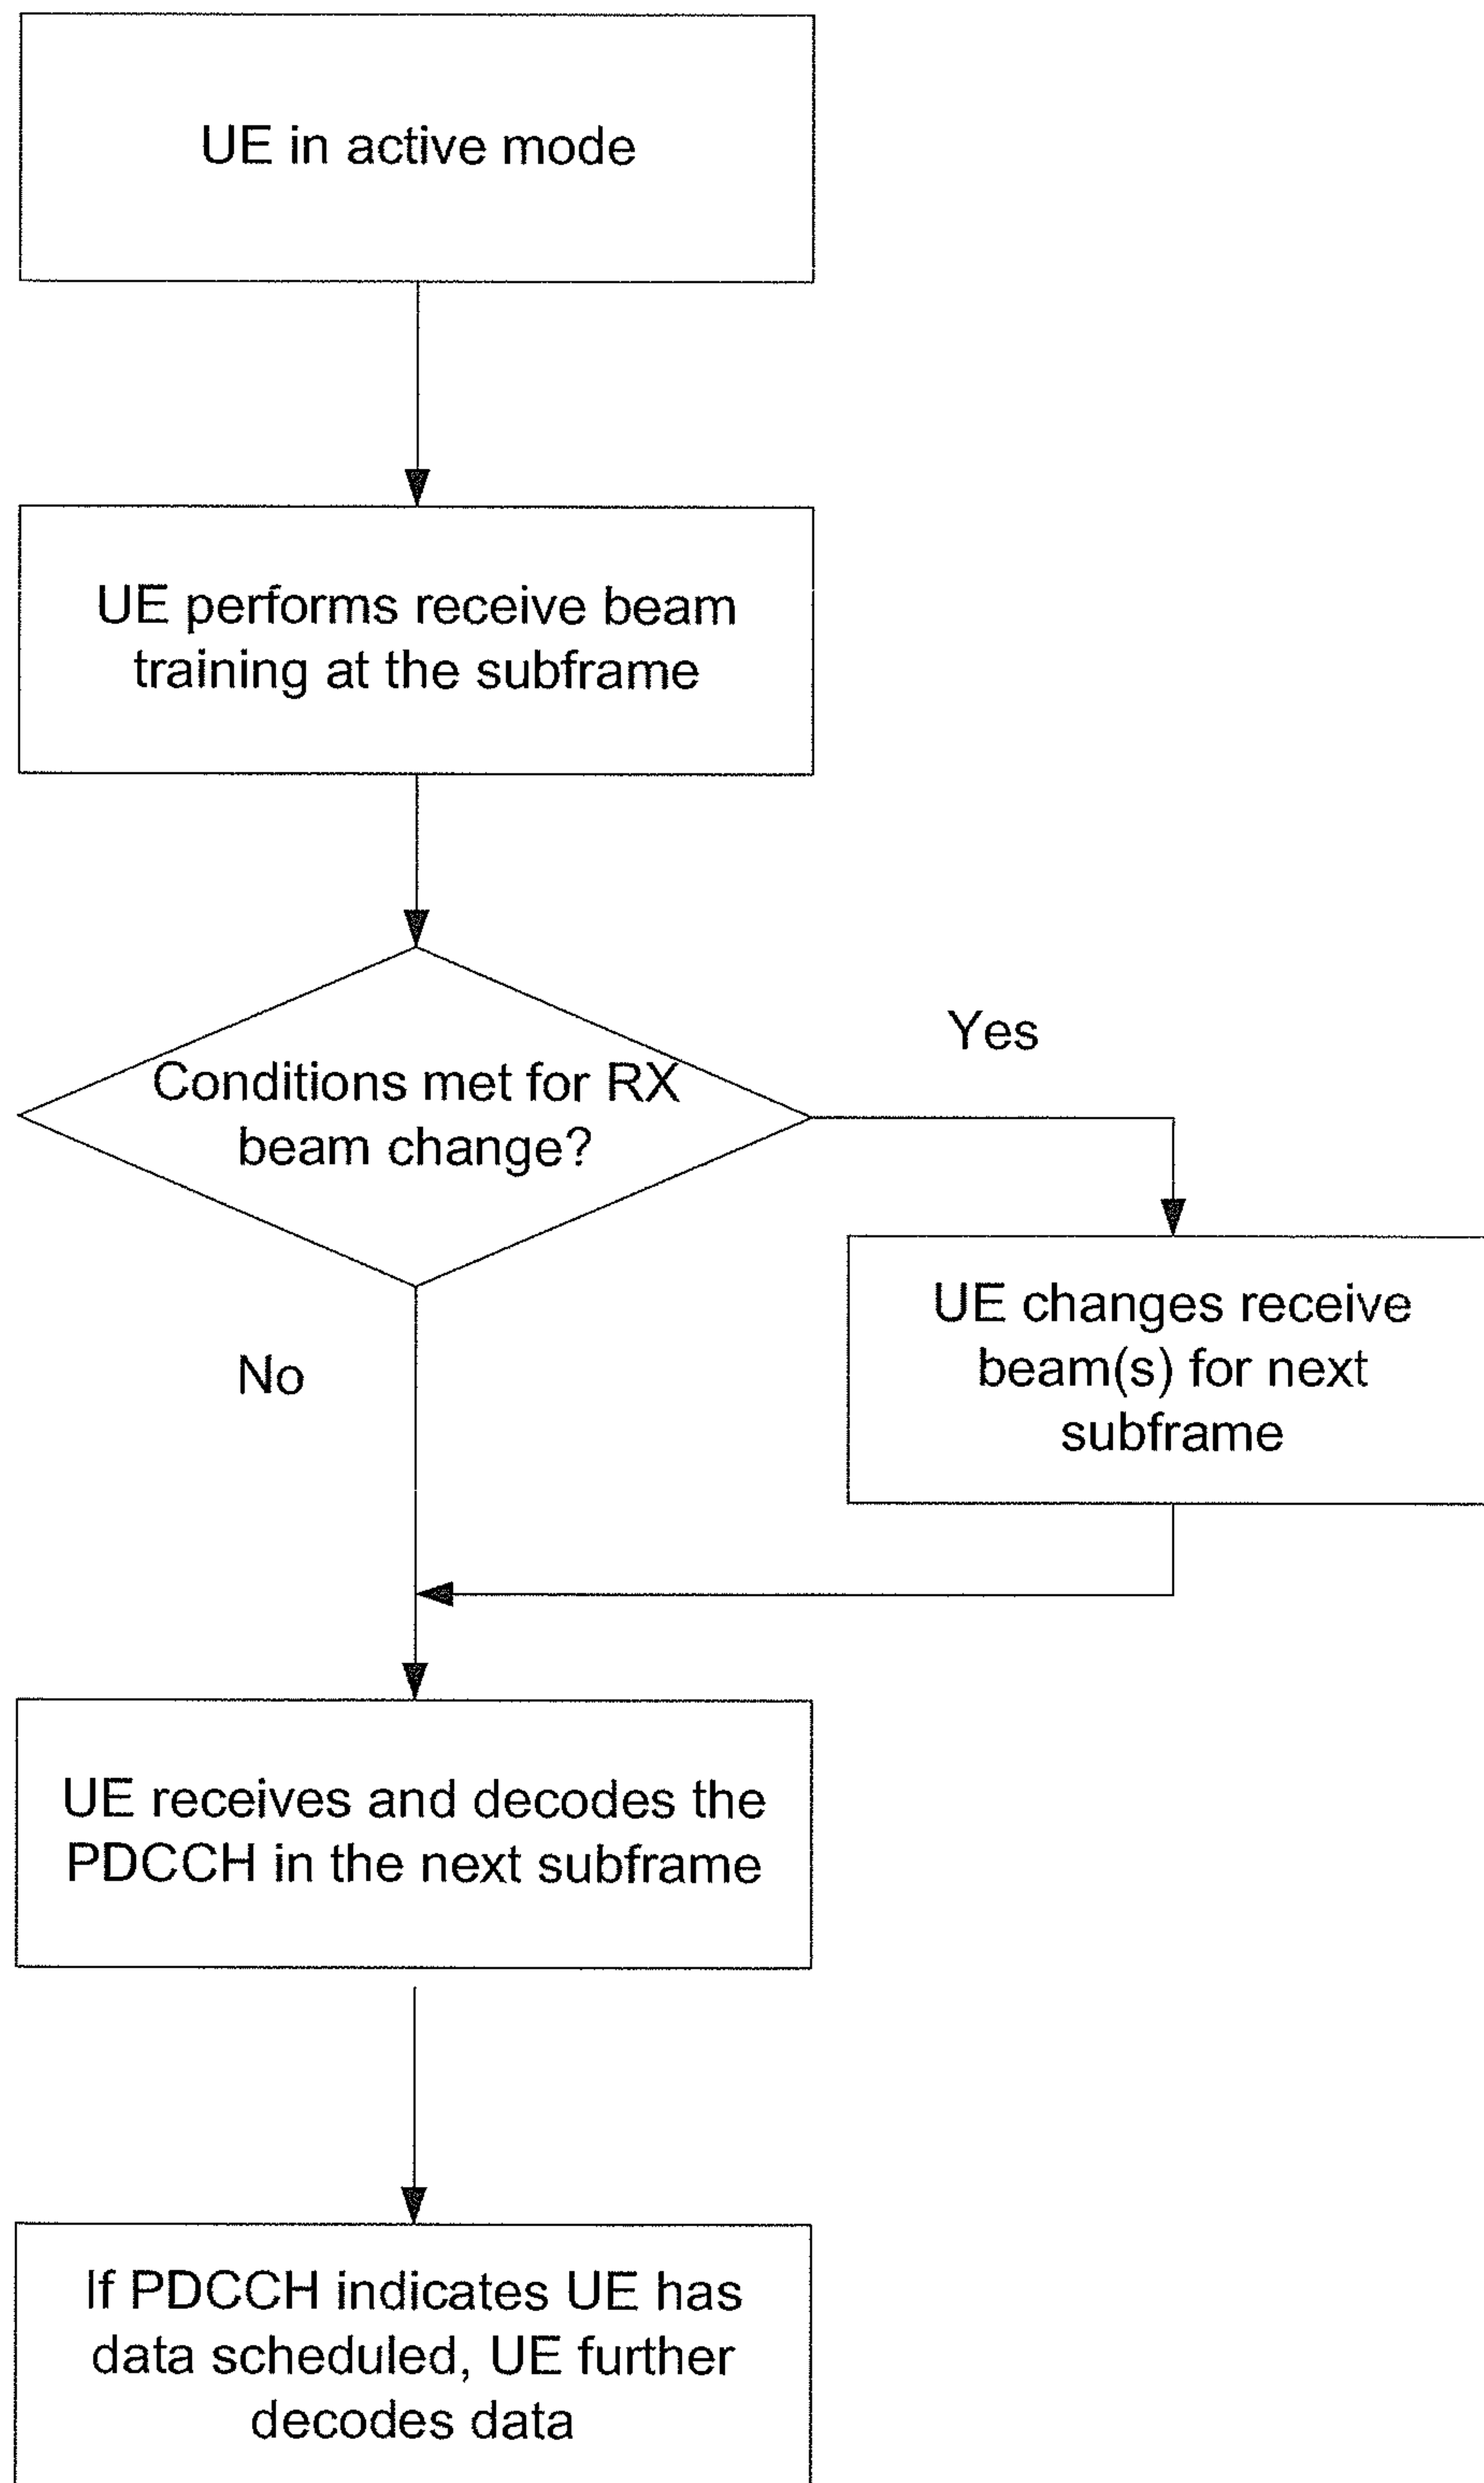 UE in active mode
UE performs receive beam
training at the subframe
Conditions met for RX
beam change?
Yes
No
UE changes receive
beam(s) for next
subframe
UE receives and decodes the
PDCCH in the next subframe
If PDCCH indicates UE has
data scheduled, UE further
decodes data